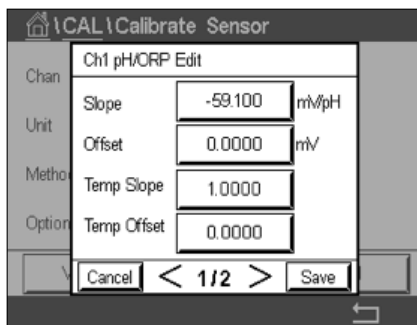 \CAL\Calibrate Sensor
Ch1 pH/ORP Edit
Chan
Slope -59.100 mV/pH
Unit
Offset 0.0000 mV
Temp Slope 1.0000
Option
Temp Offset 0.0000
Cancel < 1/2 > Save